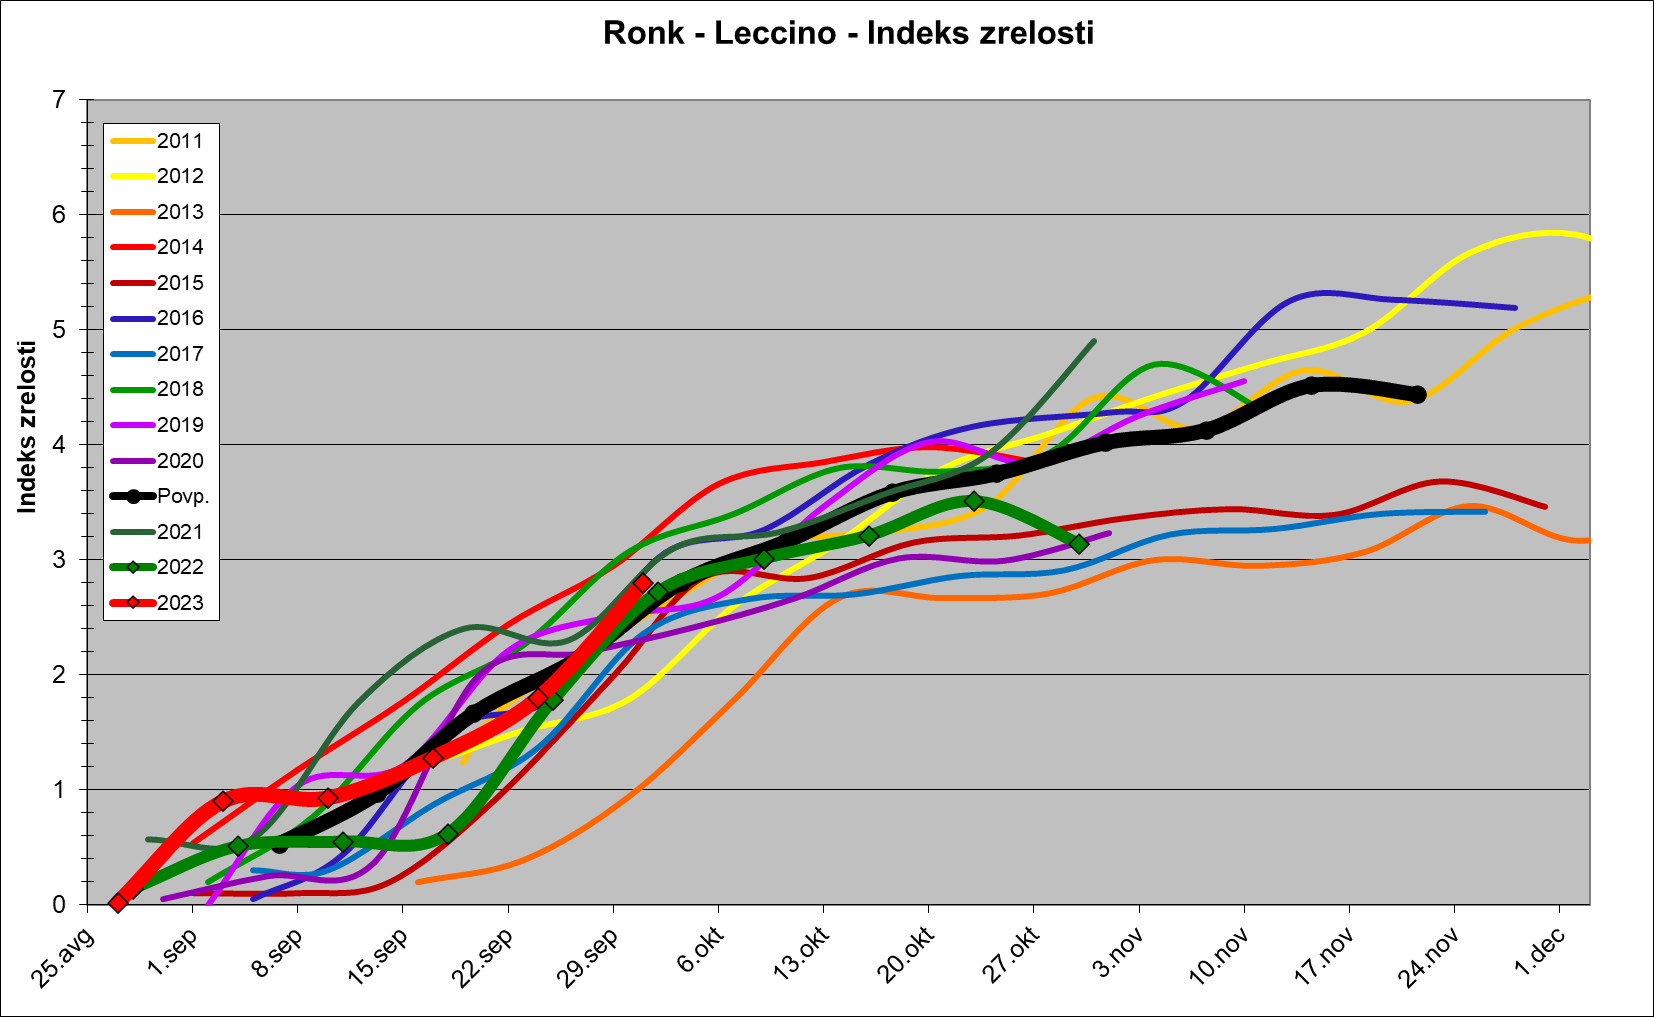 Ronk - Leccino - Indeks zrelosti
Indeks zrelosti
7
6
5
4
3
2
1
0
2011
2012
2013
2014
2015
2016
2017
2018
2019
2020
Povp.
2021
2022
2023
25.avg
1.sep
8.sep
15.sep
22.sep
29.sep
6.okt
13.okt
20.okt
27.okt
3.nov
10.nov
17.nov
24.nov
1.dec